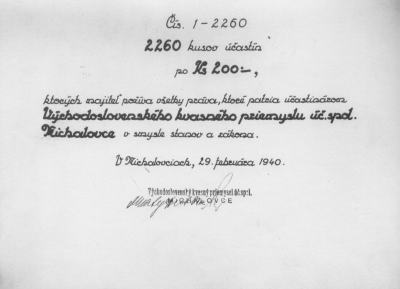 Čís. 1-2260
2260 kusov účastín
po Ks 200=,
ktorých majiteľ požíva všetky práva, ktoré patria účastinárom
Východoslovenského kvasného priemyslu úč. spol.
Michalovce v smysle stanov a zákona.
V Michalovciach, 29. februára 1940.
Východoslovenský kvasný priemysel úč. spol.
MICHALOVCE